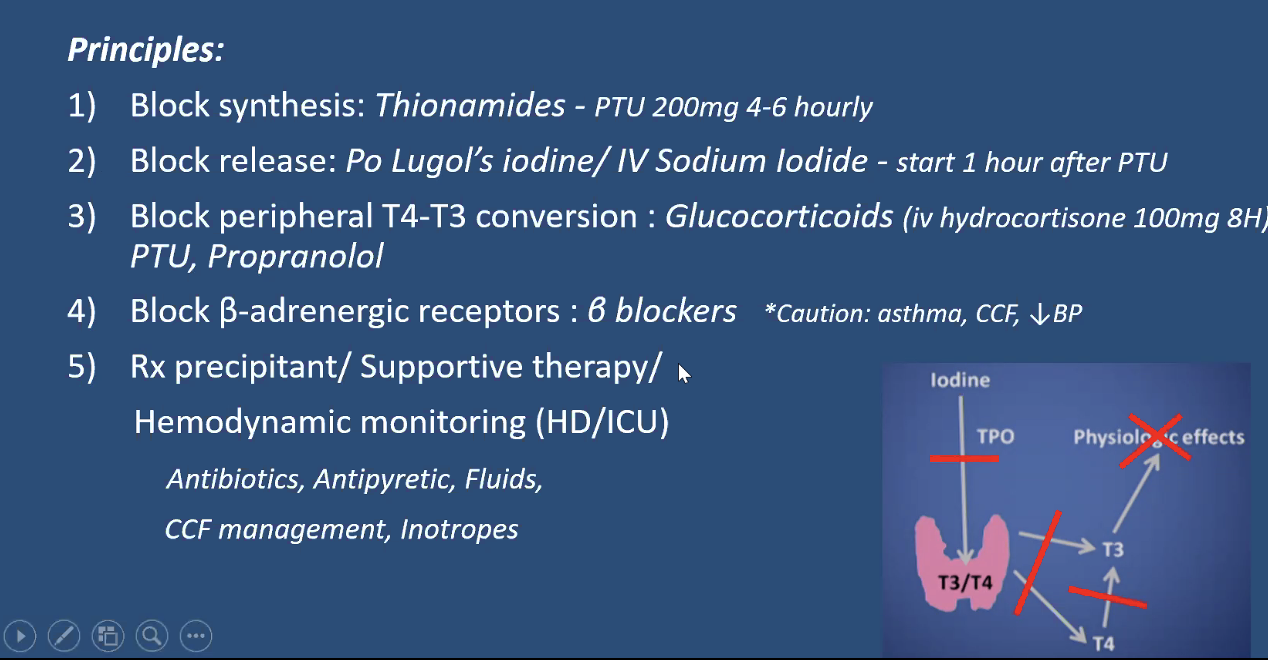 Principles:
1) Block synthesis: Thionamides - PTU 200mg 4-6 hourly
2) Block release: Po Lugol's iodine/ IV Sodium Iodide - start 1 hour after PTU
3) Block peripheral T4-T3 conversion : Glucocorticoids (iv hydrocortisone 100mg 8H)
PTU, Propranolol
4) Block β-adrenergic receptors : β blockers *Caution: asthma, CCF, ↓BP
5) Rx precipitant/ Supportive therapy/
Hemodynamic monitoring (HD/ICU)
Antibiotics, Antipyretic, Fluids,
CCF management, Inotropes
Iodine
TPO
Physiologic effects
T3
T3/T4
T4